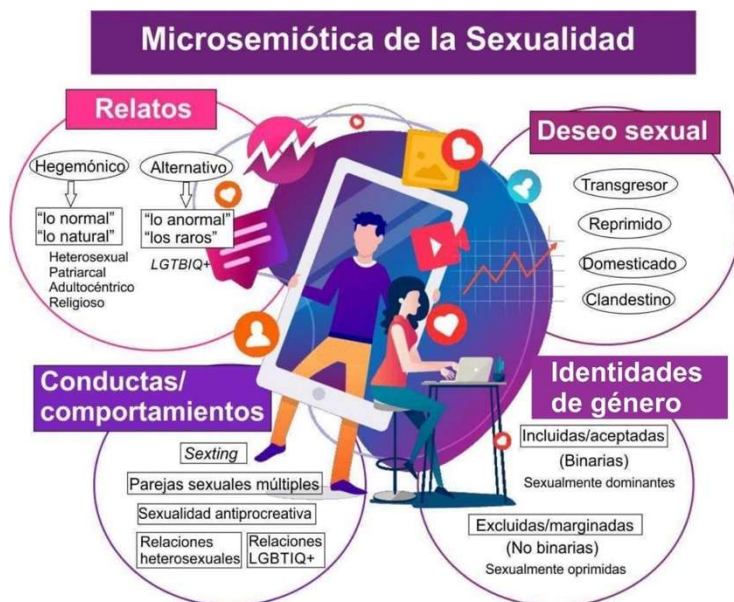 Microsemiótica de la Sexualidad
Relatos
Hegemónico
Alternativo
“lo normal”
“lo natural”
“lo anormal”
“los raros”
Heterosexual
Patriarcal
Adultocéntrico
Religioso
LGTBIQ+
Deseo sexual
Transgresor
Reprimido
Domesticado
Clandestino
Conductas/
comportamientos
Sexting
Parejas sexuales múltiples
Sexualidad antiprocreativa
Relaciones
heterosexuales
Relaciones
LGBTIQ+
Identidades
de género
Incluidas/aceptadas
(Binarias)
Sexualmente dominantes
Excluidas/marginadas
(No binarias)
Sexualmente oprimidas